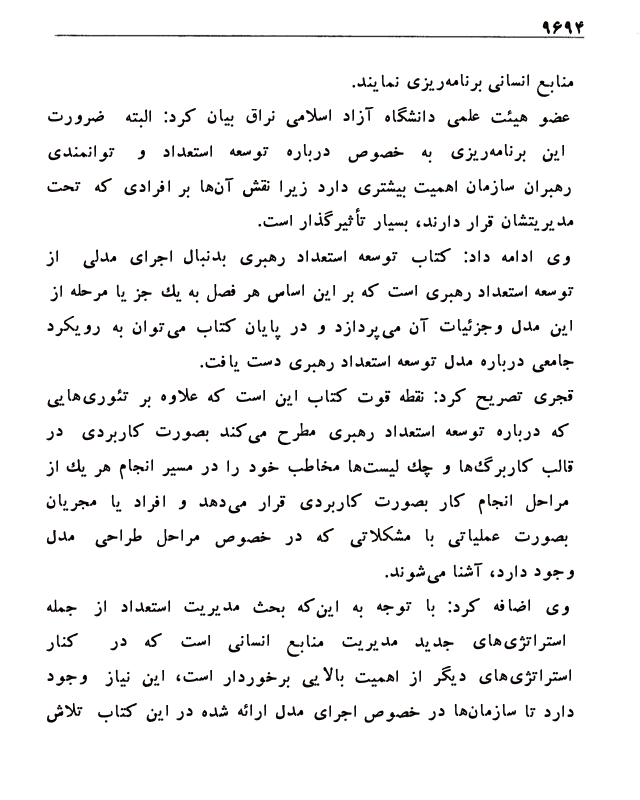 ۹۶۹۴
منابع انسانی برنامه‌ریزی نمایند.
عضو هیئت علمی دانشگاه آزاد اسلامی نراق بیان کرد: البته ضرورت
این برنامه‌ریزی به خصوص درباره توسعه استعداد و توانمندی
رهبران سازمان اهمیت بیشتری دارد زیرا نقش آن‌ها بر افرادی که تحت
مدیریتشان قرار دارند، بسیار تأثیرگذار است.
وی ادامه داد: کتاب توسعه استعداد رهبری بدنبال اجرای مدلی از
توسعه استعداد رهبری است که بر این اساس هر فصل به یك جز یا مرحله از
این مدل وجزئیات آن می‌پردازد و در پایان کتاب می‌توان به رویکرد
جامعی درباره مدل توسعه استعداد رهبری دست یافت.
قجری تصریح کرد: نقطه قوت کتاب این است که علاوه بر تئوری‌هایی
که درباره توسعه استعداد رهبری مطرح می‌کند بصورت کاربردی در
قالب کاربرگ‌ها و چك لیست‌ها مخاطب خود را در مسیر انجام هر یك از
مراحل انجام کار بصورت کاربردی قرار می‌دهد و افراد یا مجریان
بصورت عملیاتی با مشکلاتی که در خصوص مراحل طراحی مدل
وجود دارد، آشنا می‌شوند.
وی اضافه کرد: با توجه به این‌که بحث مدیریت استعداد از جمله
استراتژی‌های جدید مدیریت منابع انسانی است که در کنار
استراتژی‌های دیگر از اهمیت بالایی برخوردار است، این نیاز وجود
دارد تا سازمان‌ها در خصوص اجرای مدل ارائه شده در این کتاب تلاش